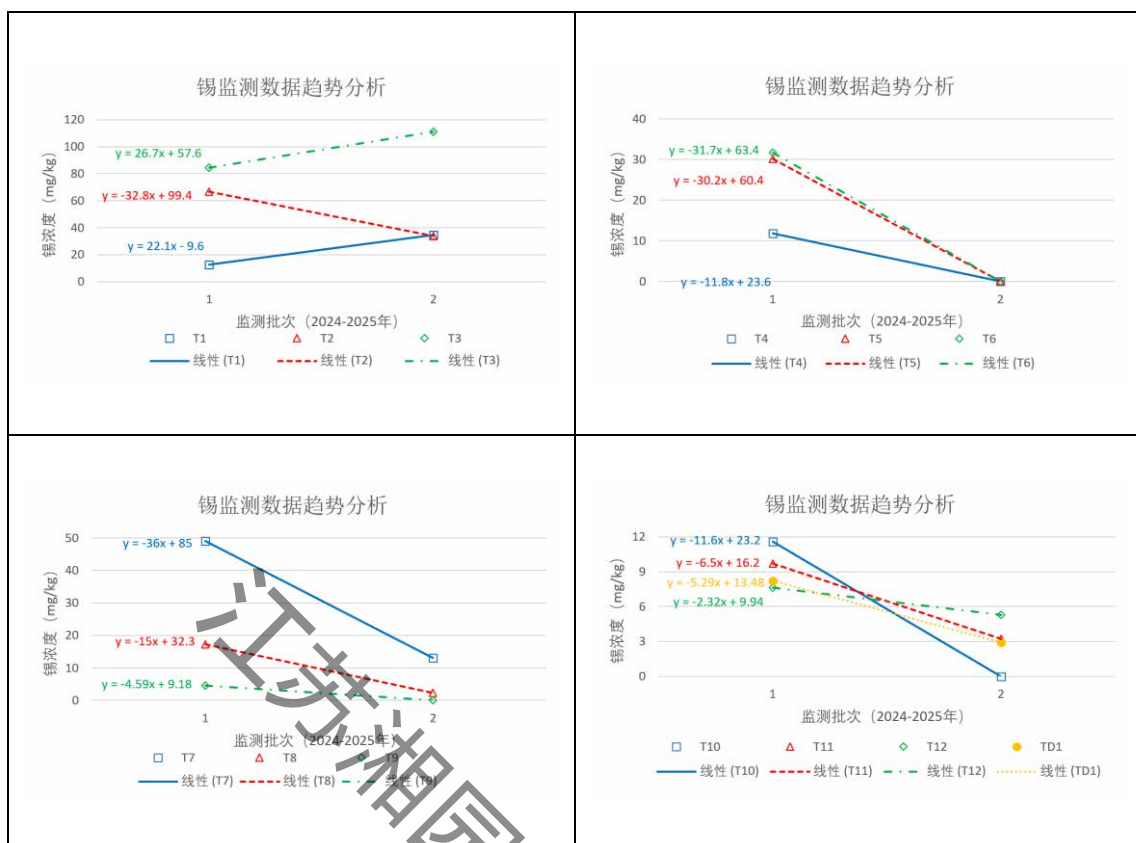 锡监测数据趋势分析
锡浓度（mg/kg）
120
100
80
60
40
20
0
y = 26.7x + 57.6
y = -32.8x + 99.4
y = 22.1x - 9.6
1 2
监测批次（2024-2025年）
T1 T2 T3
线性 (T1) 线性 (T2) 线性 (T3)
锡监测数据趋势分析
锡浓度（mg/kg）
40
30
20
10
0
y = -31.7x + 63.4
y = -30.2x + 60.4
y = -11.8x + 23.6
1 2
监测批次（2024-2025年）
T4 T5 T6
线性 (T4) 线性 (T5) 线性 (T6)
锡监测数据趋势分析
锡浓度（mg/kg）
50
40
30
20
10
0
y = -36x + 85
y = -15x + 32.3
y = -4.59x + 9.18
1 2
监测批次（2024-2025年）
T7 T8 T9
线性 (T7) 线性 (T8) 线性 (T9)
锡监测数据趋势分析
锡浓度（mg/kg）
12
9
6
3
0
y = -11.6x + 23.2
y = -6.5x + 16.2
y = -5.29x + 13.48
y = -2.32x + 9.94
1 2
监测批次（2024-2025年）
T10 T11 T12 TD1
线性 (T10) 线性 (T11) 线性 (T12) 线性 (TD1)
江苏湘园